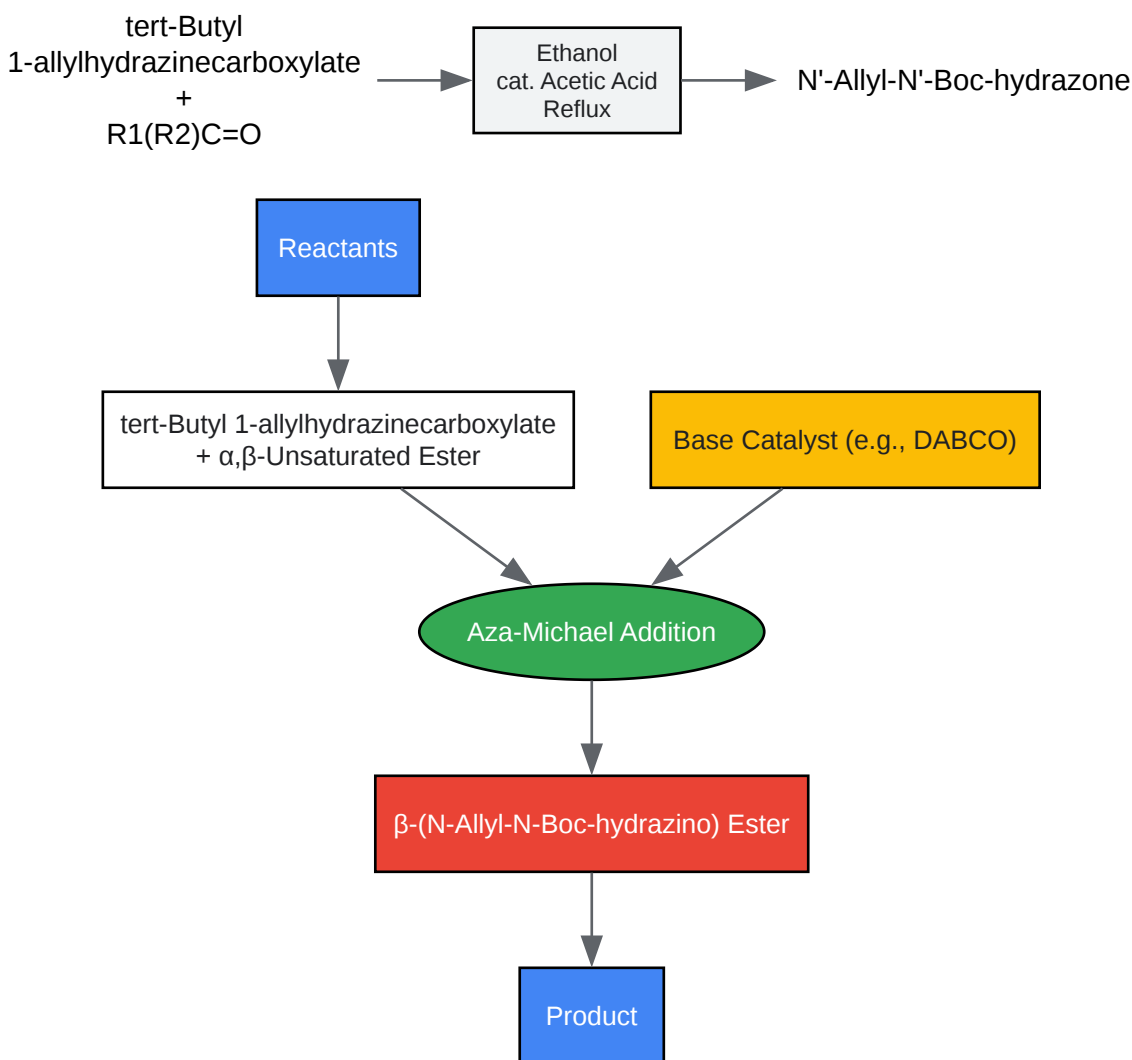 tert-Butyl
1-allylhydrazinecarboxylate
+
R1(R2)C=O
Ethanol
cat. Acetic Acid
Reflux
N'-Allyl-N'-Boc-hydrazone
Reactants
tert-Butyl 1-allylhydrazinecarboxylate
+ α,β-Unsaturated Ester
Base Catalyst (e.g., DABCO)
Aza-Michael Addition
β-(N-Allyl-N-Boc-hydrazino) Ester
Product